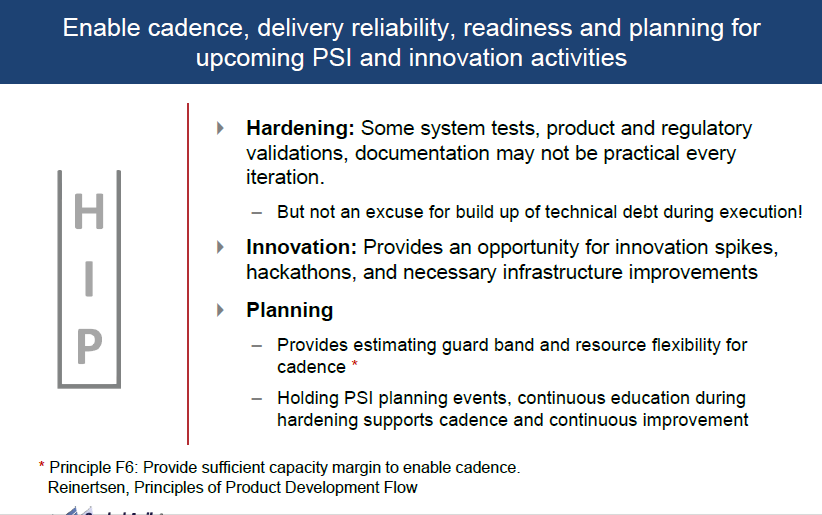 Enable cadence, delivery reliability, readiness and planning for
upcoming PSI and innovation activities
H
I
P
Hardening: Some system tests, product and regulatory
validations, documentation may not be practical every
iteration.
– But not an excuse for build up of technical debt during execution!
Innovation: Provides an opportunity for innovation spikes,
hackathons, and necessary infrastructure improvements
Planning
– Provides estimating guard band and resource flexibility for
cadence *
– Holding PSI planning events, continuous education during
hardening supports cadence and continuous improvement
* Principle F6: Provide sufficient capacity margin to enable cadence.
Reinertsen, Principles of Product Development Flow